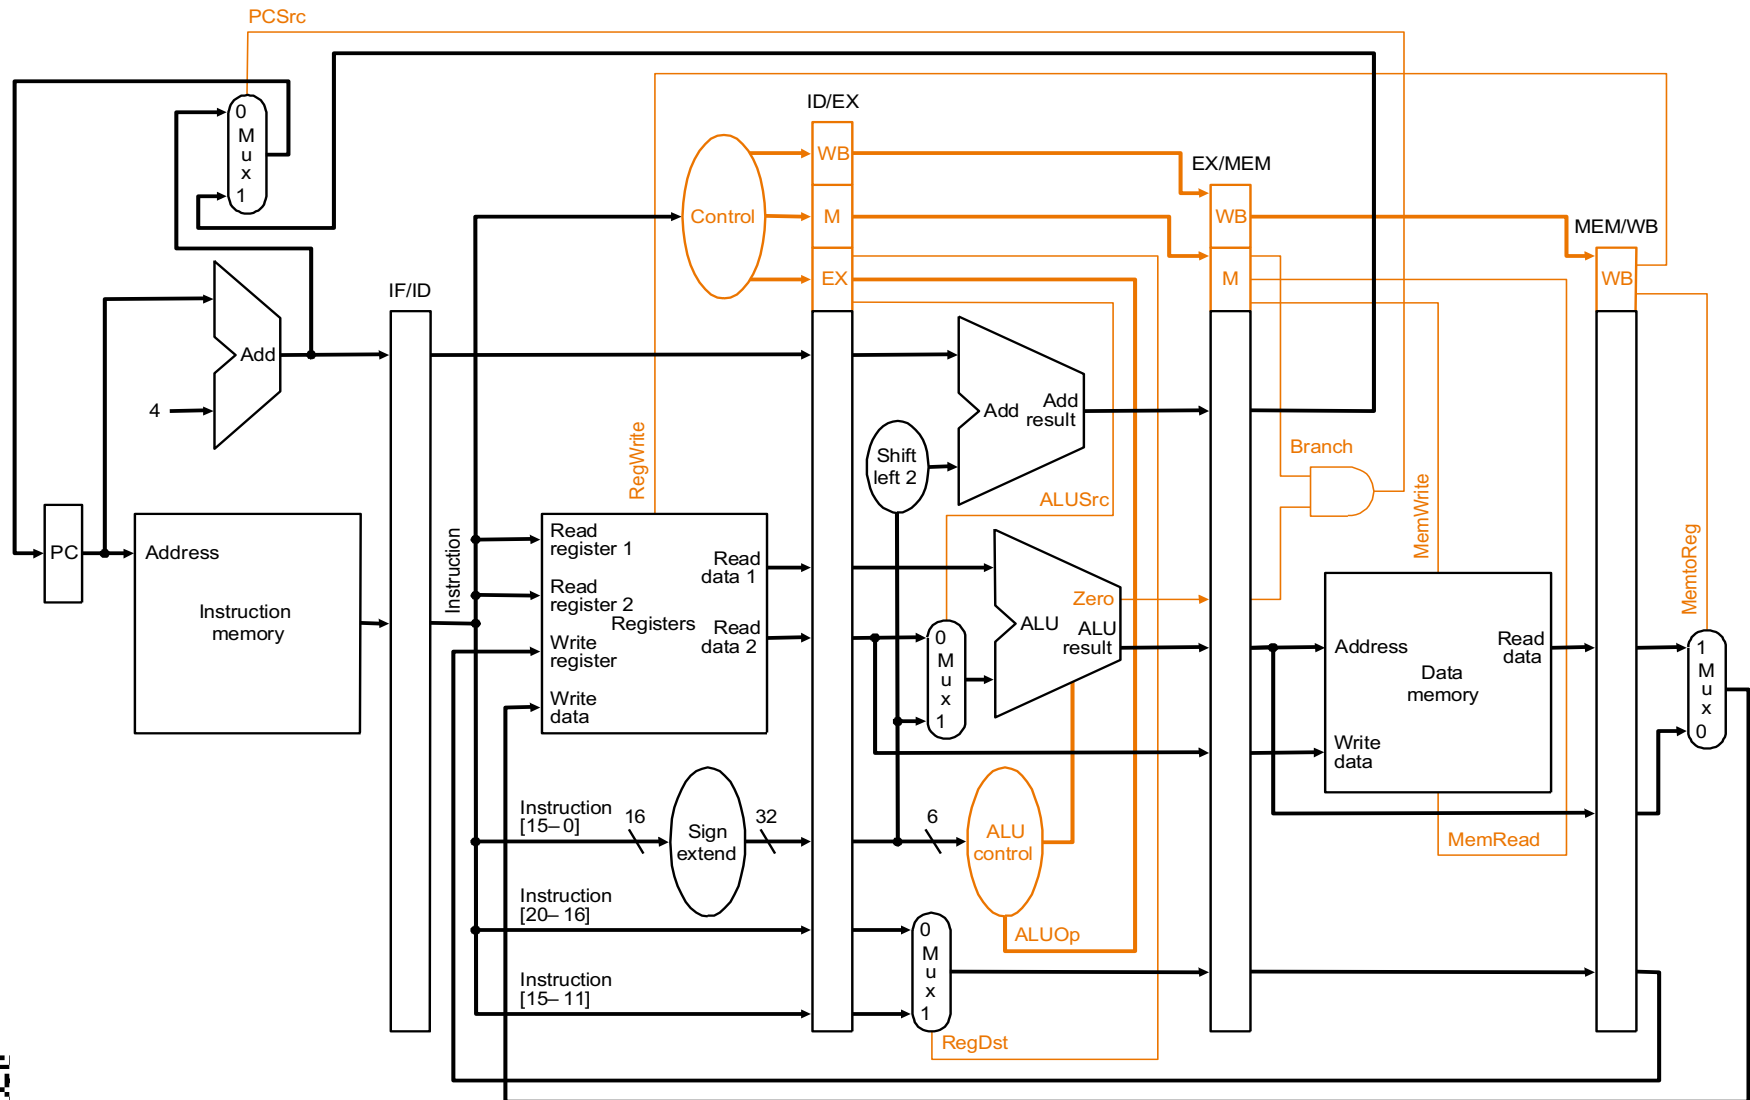 PCSrc
ID/EX
0
M
u
x
1
WB
EX/MEM
Control
M
WB
MEM/WB
EX
M
WB
IF/ID
Add
4
Add
Add
result
Shift
left 2
RegWrite
Branch
ALUSrc
MemWrite
PC
Address
Instruction
memory
Instruction
Read
register 1
Read
register 2
Registers
Write
register
Write
data
Read
data 1
Read
data 2
0
M
u
x
1
Zero
ALU
ALU
result
Address
Read
data
Data
memory
Write
data
MemtoReg
1
M
u
x
0
Instruction
[15– 0]
16
Sign
extend
32
6
ALU
control
MemRead
Instruction
[20– 16]
0
M
u
x
1
ALUOp
Instruction
[15– 11]
RegDst